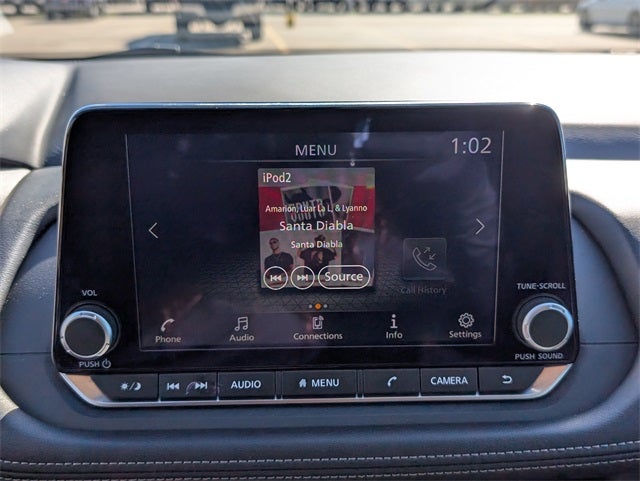 MENU
1:02
iPod2
Amarion, Luar La L, & Lyanno
Santa Diabla
Santa Diabla
Source
Call History
Phone
Audio
Connections
Info
Settings
VOL
PUSH
TUNE·SCROLL
PUSH SOUND
AUDIO
MENU
CAMERA